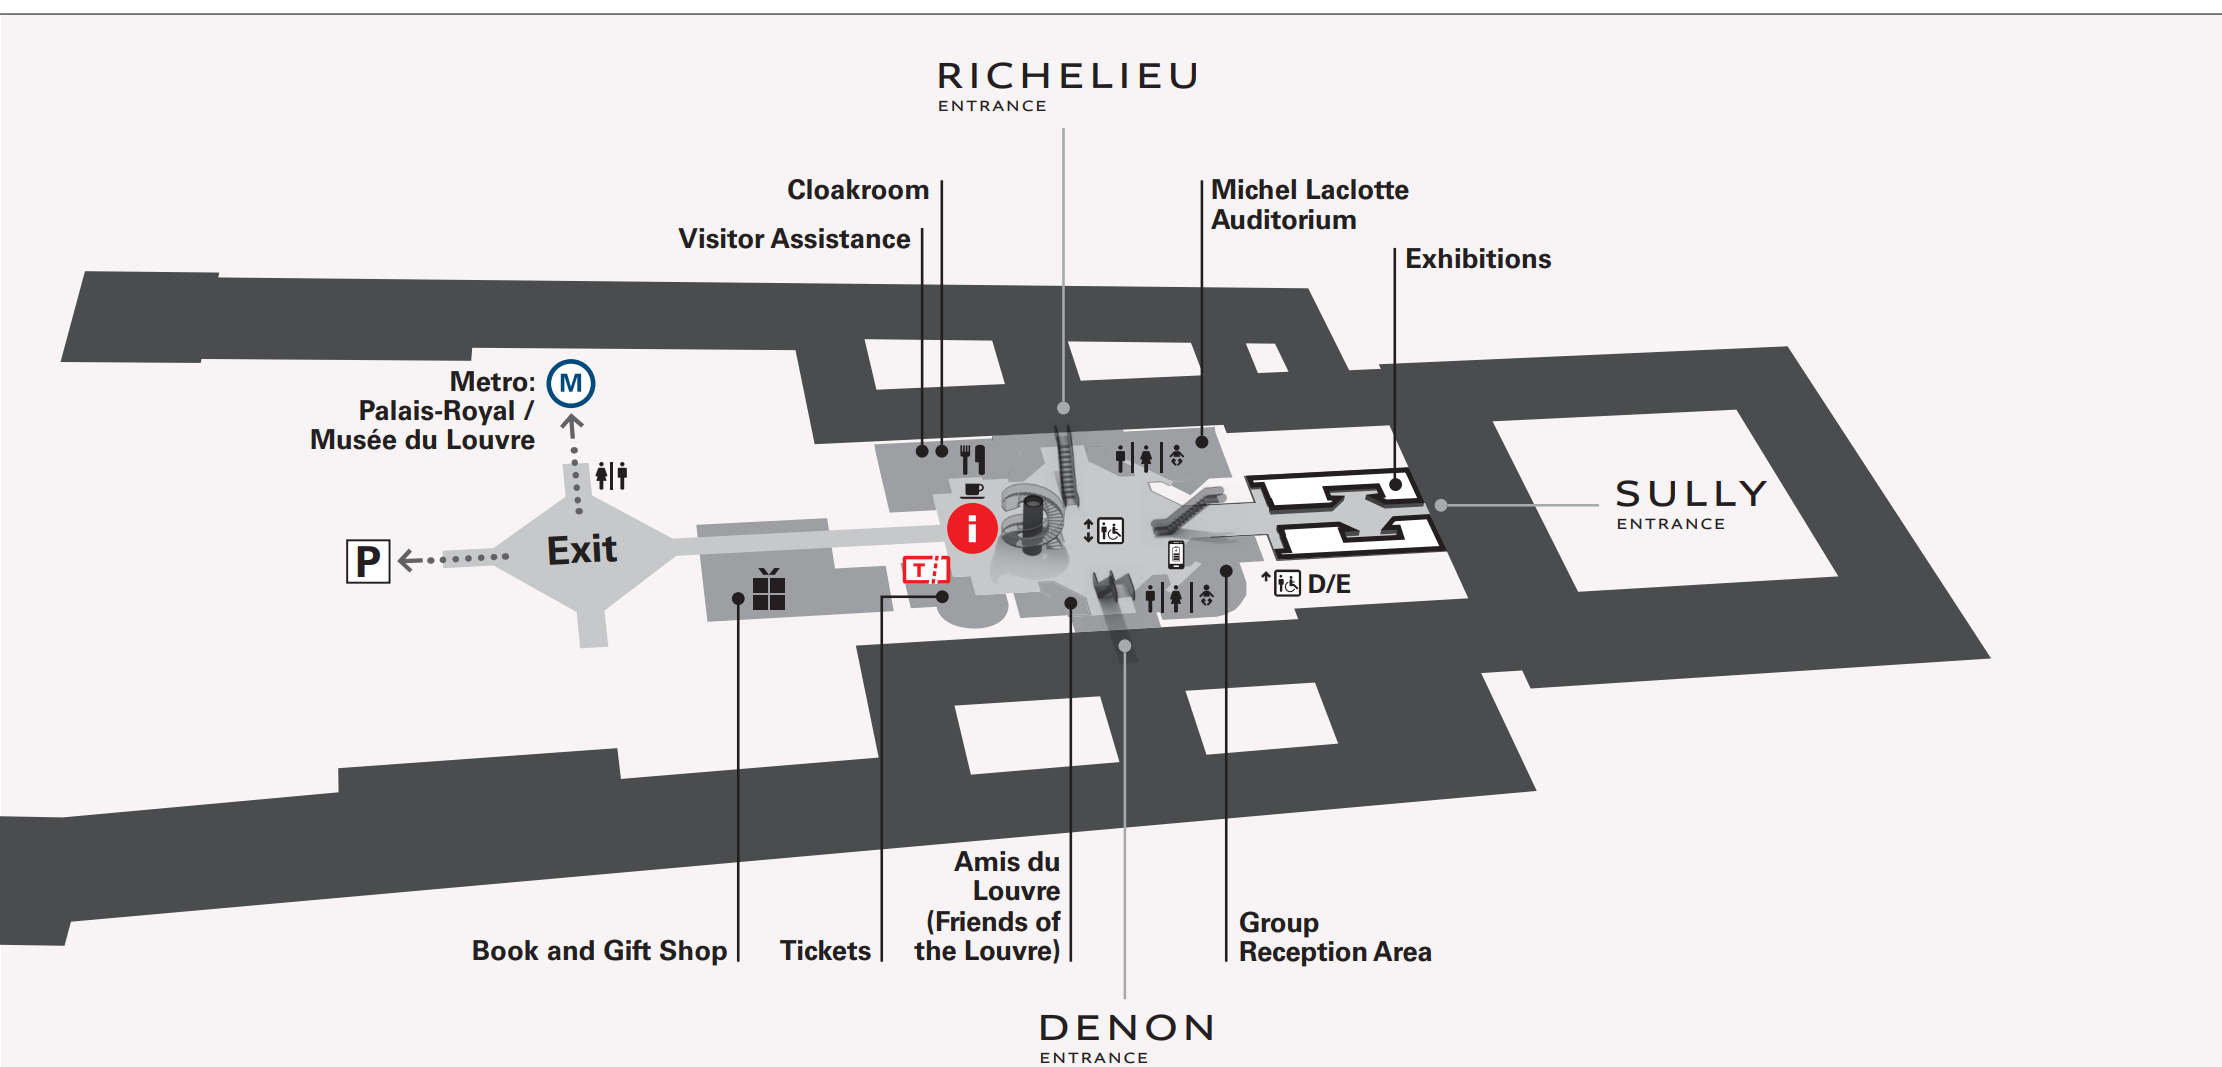 RICHELIEU
ENTRANCE
Cloakroom
Visitor Assistance
Michel Laclotte
Auditorium
Exhibitions
Metro:
Palais-Royal /
Musée du Louvre
M
SULLY
ENTRANCE
Exit
P
i
T
D/E
Amis du
Louvre
(Friends of
the Louvre)
Book and Gift Shop
Tickets
Group
Reception Area
DENON
ENTRANCE